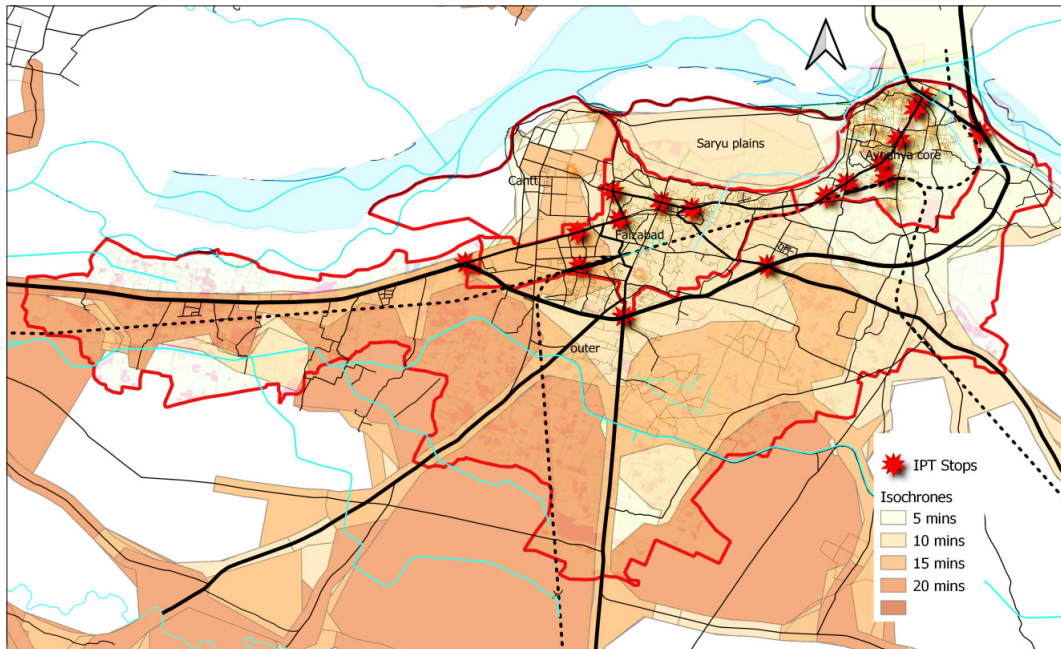 Saryu plains
Ayodhya core
Cantt
Faizabad
outer
IPT Stops
Isochrones
5 mins
10 mins
15 mins
20 mins